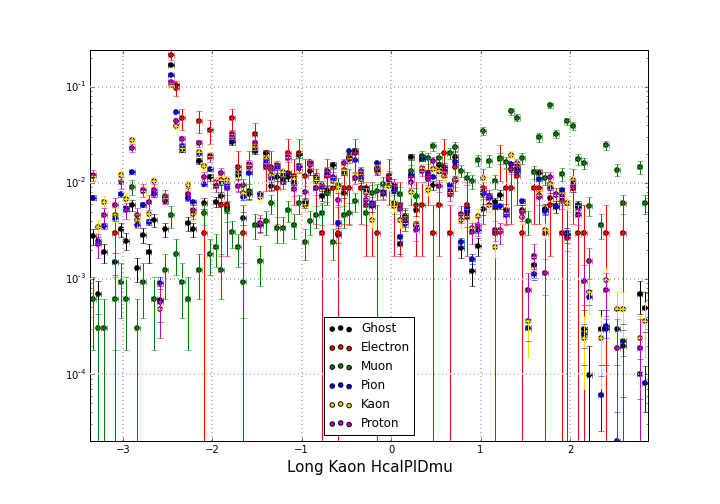 10⁻¹
10⁻²
10⁻³
10⁻⁴
Ghost
Electron
Muon
Pion
Kaon
Proton
−3 −2 −1 0 1 2
Long Kaon HcalPIDmu